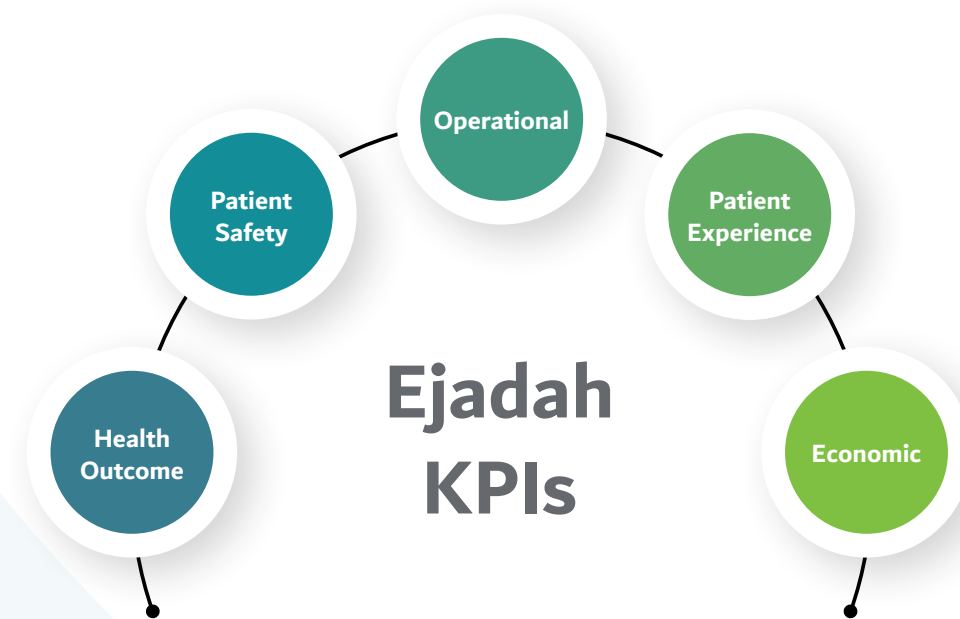 Operational
Patient
Safety
Patient
Experience
Ejadah
KPIs
Health
Outcome
Economic